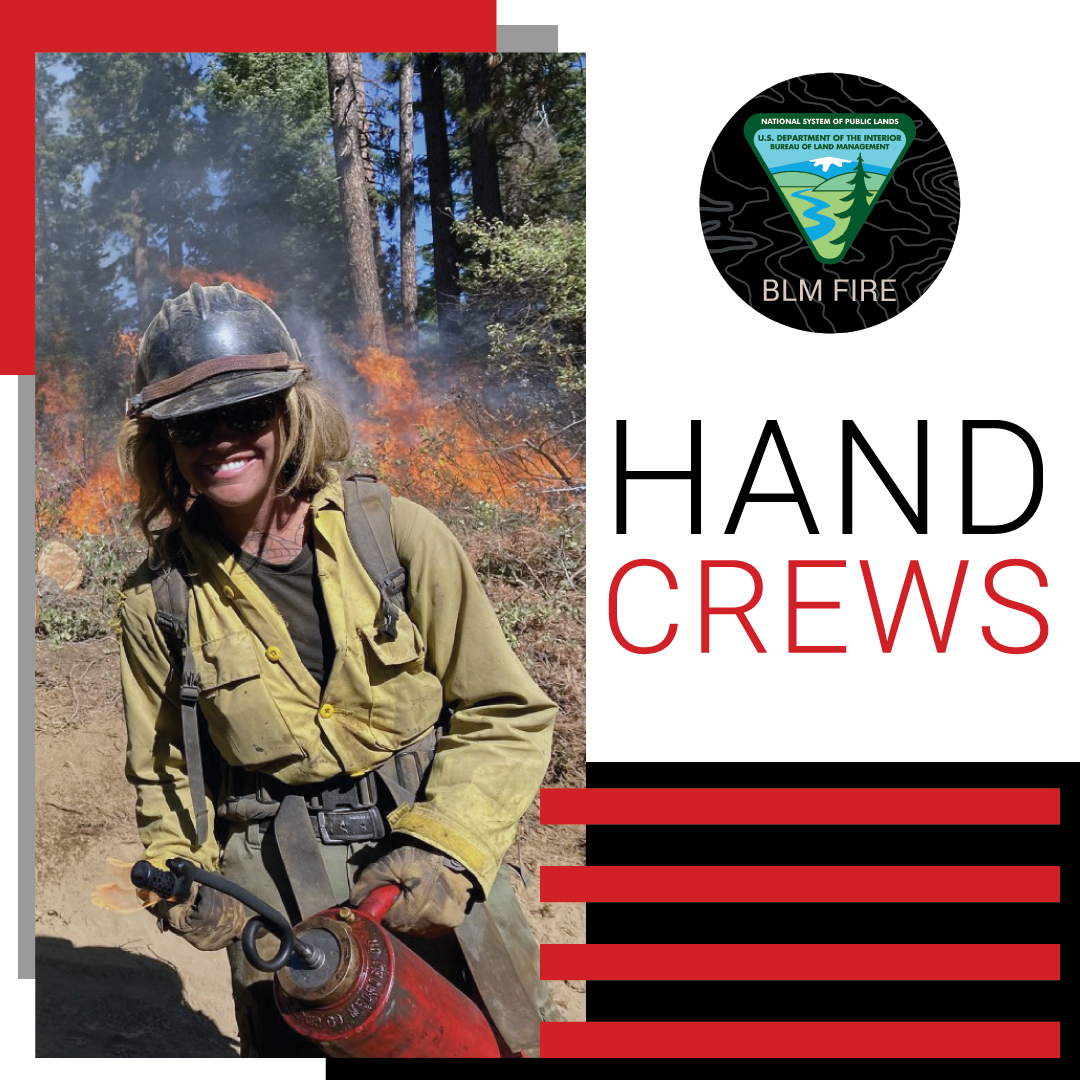 NATIONAL SYSTEM OF PUBLIC LANDS
U.S. DEPARTMENT OF THE INTERIOR
BUREAU OF LAND MANAGEMENT
BLM FIRE
HAND
CREWS